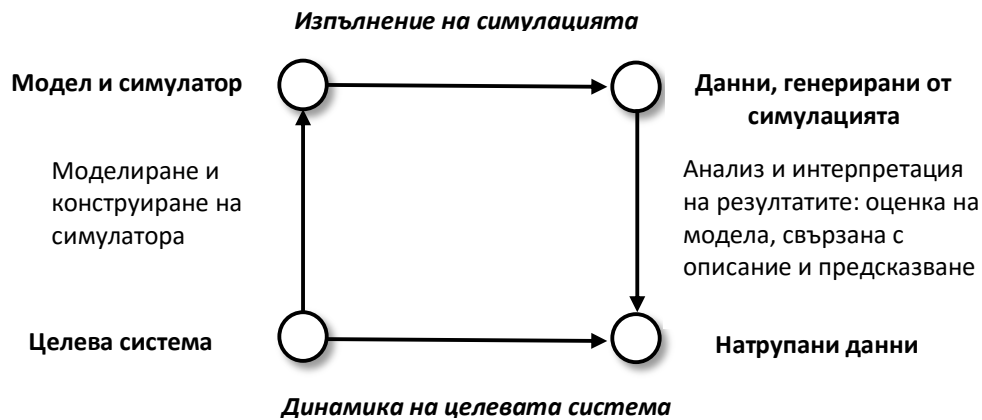 Изпълнение на симулацията
Модел и симулатор
Данни, генерирани от
симулацията
Моделиране и
конструиране на
симулатора
Анализ и интерпретация
на резултатите: оценка на
модела, свързана с
описание и предсказване
Целева система
Натрупани данни
Динамика на целевата система